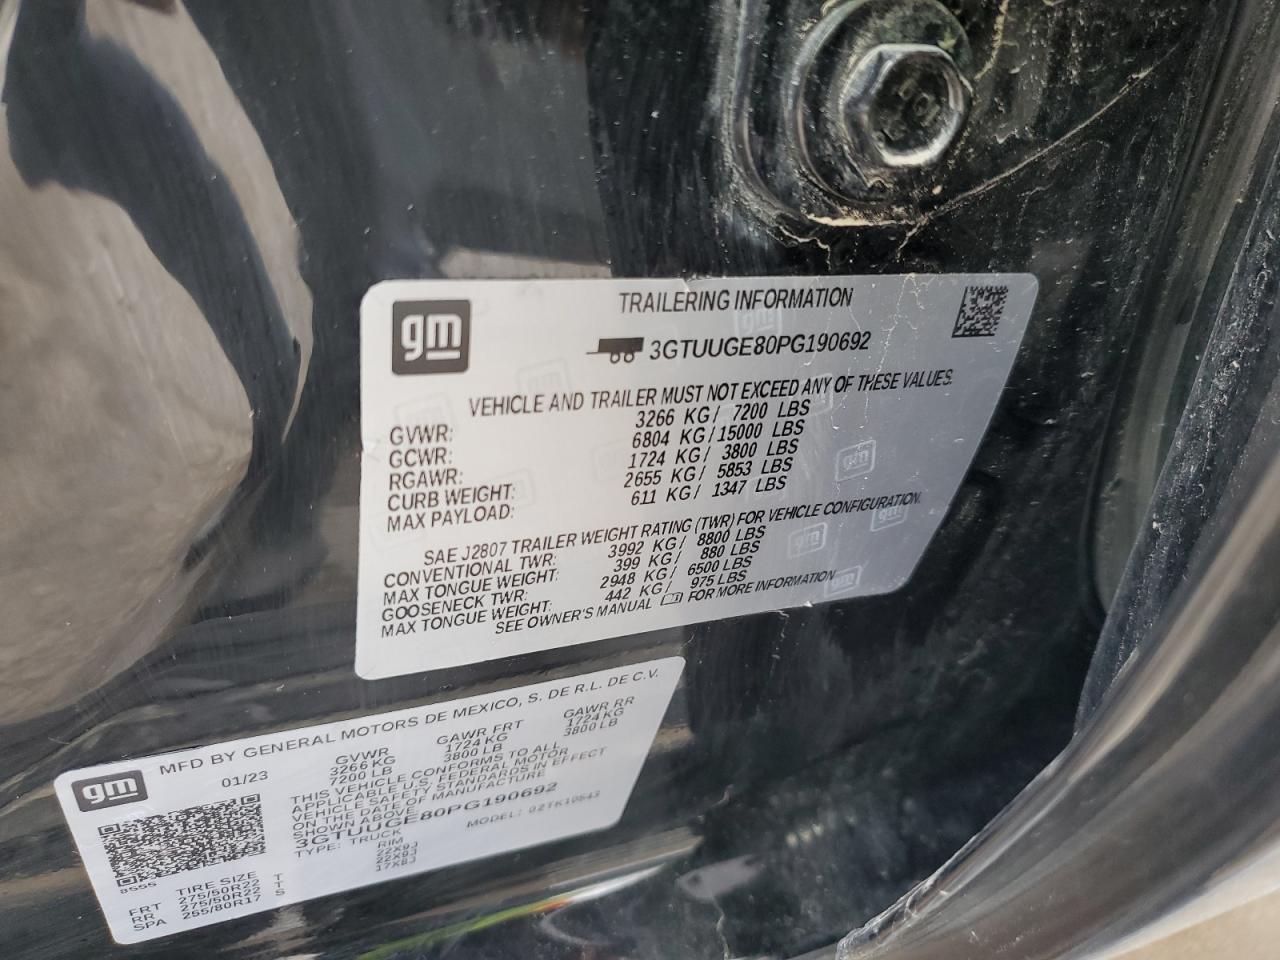 gm
TRAILERING INFORMATION
3GTUUGE80PG190692
VEHICLE AND TRAILER MUST NOT EXCEED ANY OF THESE VALUES.
GVWR: 3266 KG/ 7200 LBS
GCWR: 6804 KG/15000 LBS
RGAWR: 1724 KG/ 3800 LBS
CURB WEIGHT: 2655 KG/ 5853 LBS
MAX PAYLOAD: 611 KG/ 1347 LBS
SAE J2807 TRAILER WEIGHT RATING (TWR) FOR VEHICLE CONFIGURATION.
CONVENTIONAL TWR: 3992 KG/ 8800 LBS
MAX TONGUE WEIGHT: 399 KG/ 880 LBS
GOOSENECK TWR: 2948 KG/ 6500 LBS
MAX TONGUE WEIGHT: 442 KG/ 975 LBS
SEE OWNER'S MANUAL FOR MORE INFORMATION
gm
MFD BY GENERAL MOTORS DE MEXICO, S. DE R.L. DE C.V.
01/23 GVWR GAWR FRT GAWR RR
3266 KG 1724 KG 1724 KG
7200 LB 3800 LB 3800 LB
THIS VEHICLE CONFORMS TO ALL
APPLICABLE U.S. FEDERAL MOTOR
VEHICLE SAFETY STANDARDS IN EFFECT
ON THE DATE OF MANUFACTURE
SHOWN ABOVE.
3GTUUGE80PG190692
TYPE: TRUCK MODEL: 02TK10543
8555
TIRE SIZE RIM
FRT 275/50R22 T 22X9J
RR 275/50R22 T 22X9J
SPA 255/80R17 S 17X8J